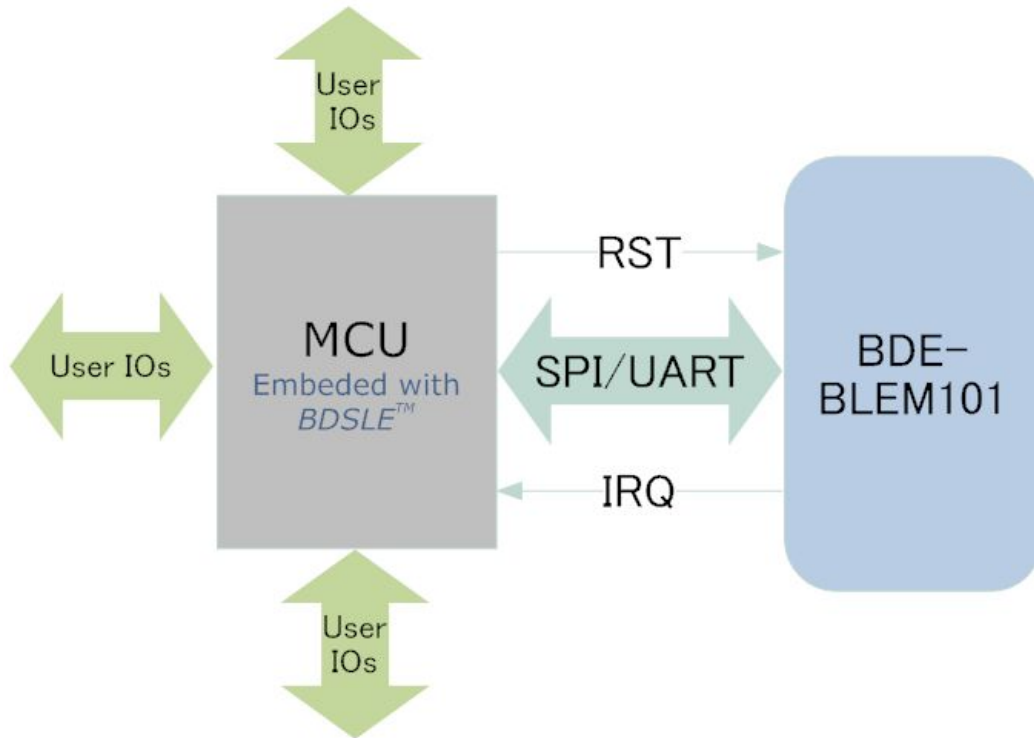 User
IOs
RST
MCU
Embeded with
BDSLE™
User IOs
SPI/UART
BDE-
BLEM101
IRQ
User
IOs